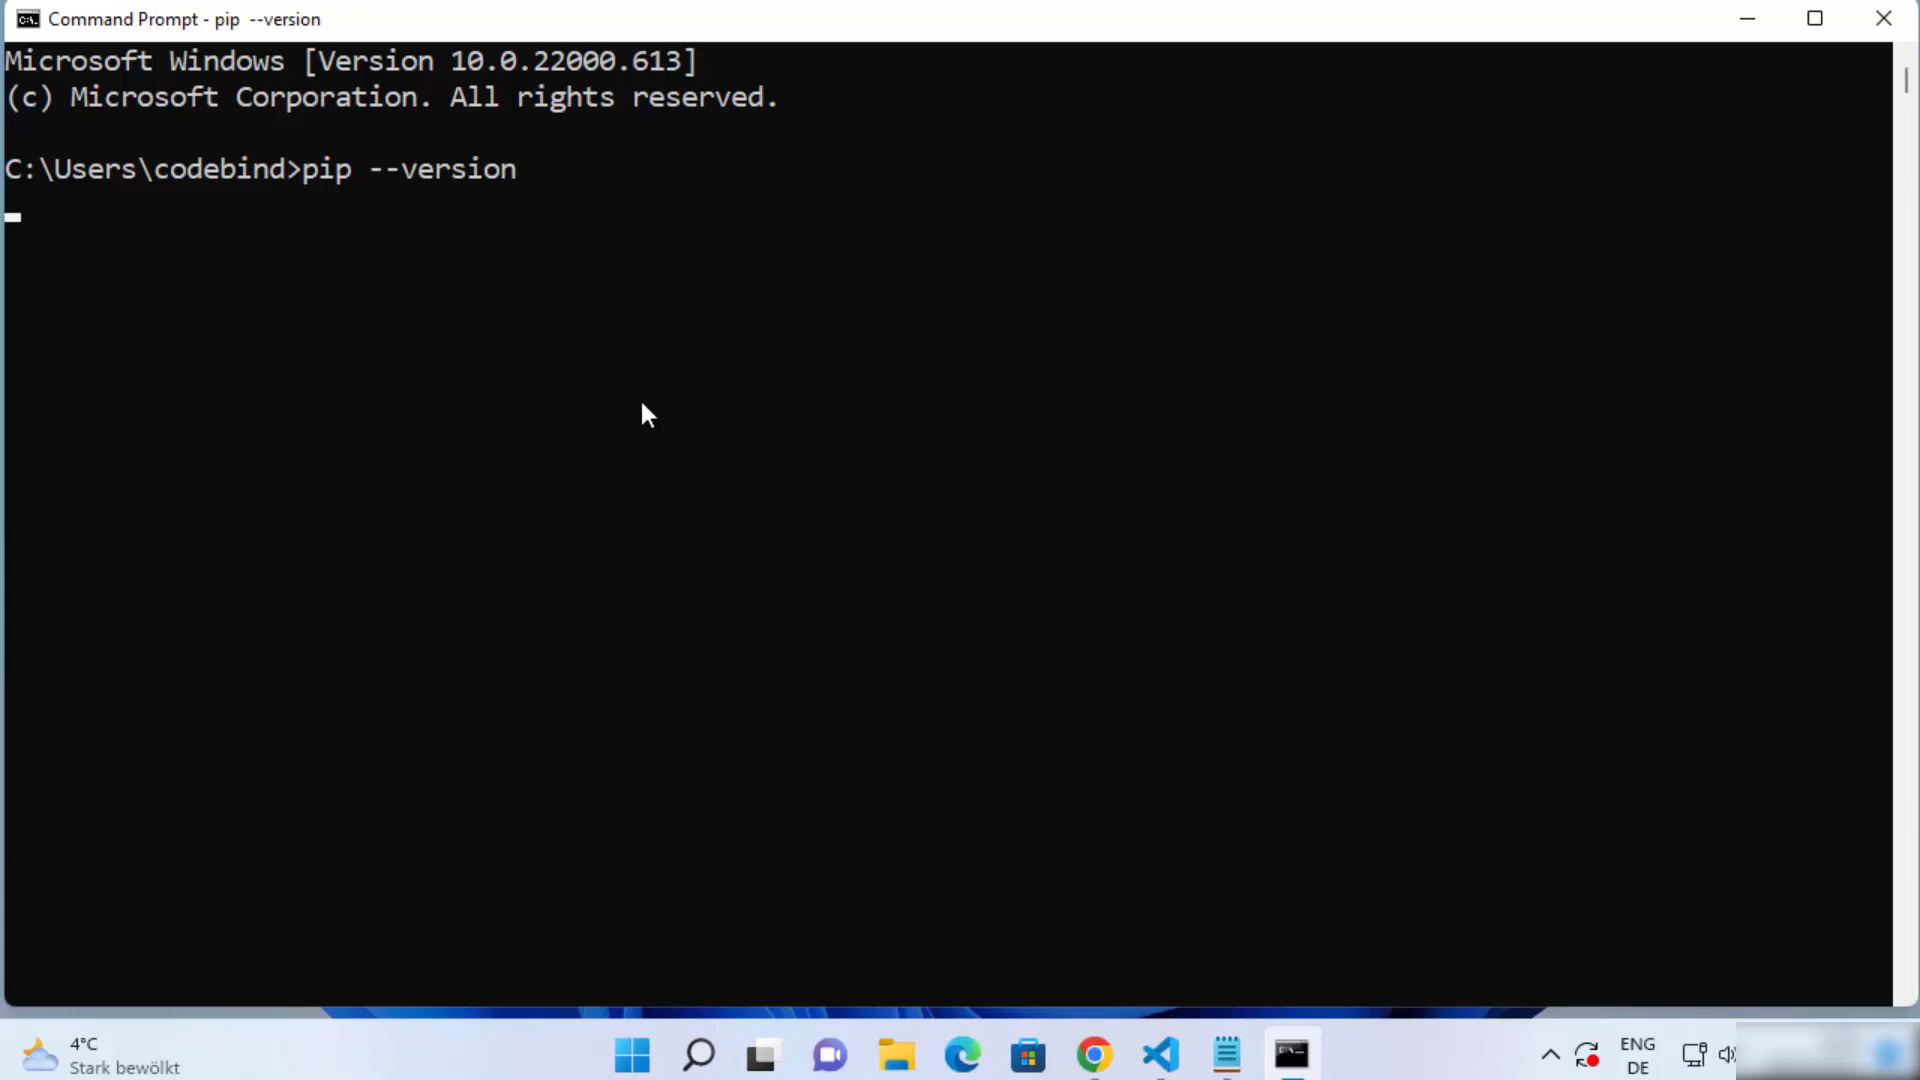 Command Prompt - pip  --version
Microsoft Windows [Version 10.0.22000.613]
(c) Microsoft Corporation. All rights reserved.
C:\Users\codebind>pip --version
4°C
Stark bewölkt
ENG
DE